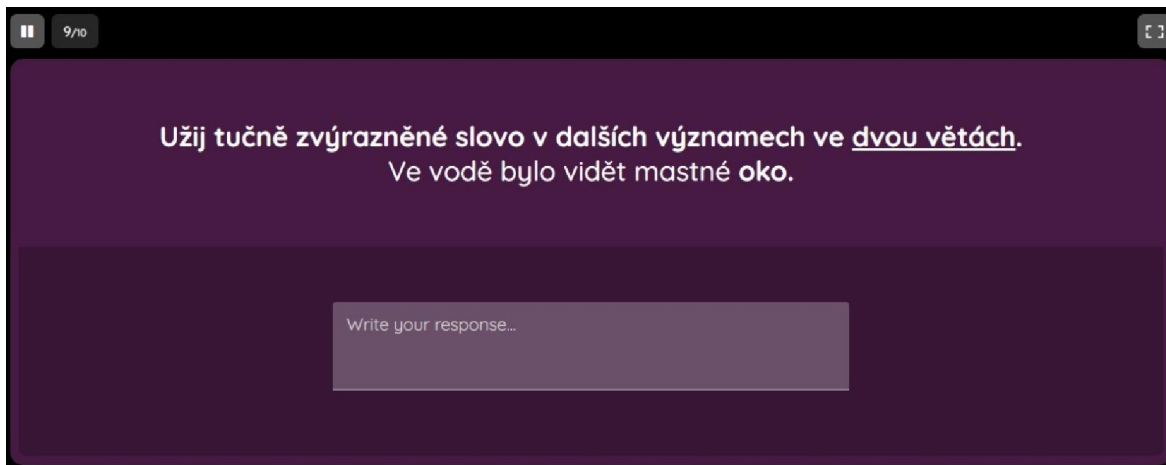 9/10
Užij tučně zvýrazněné slovo v dalších významech ve dvou větách.
Ve vodě bylo vidět mastné oko.
Write your response...